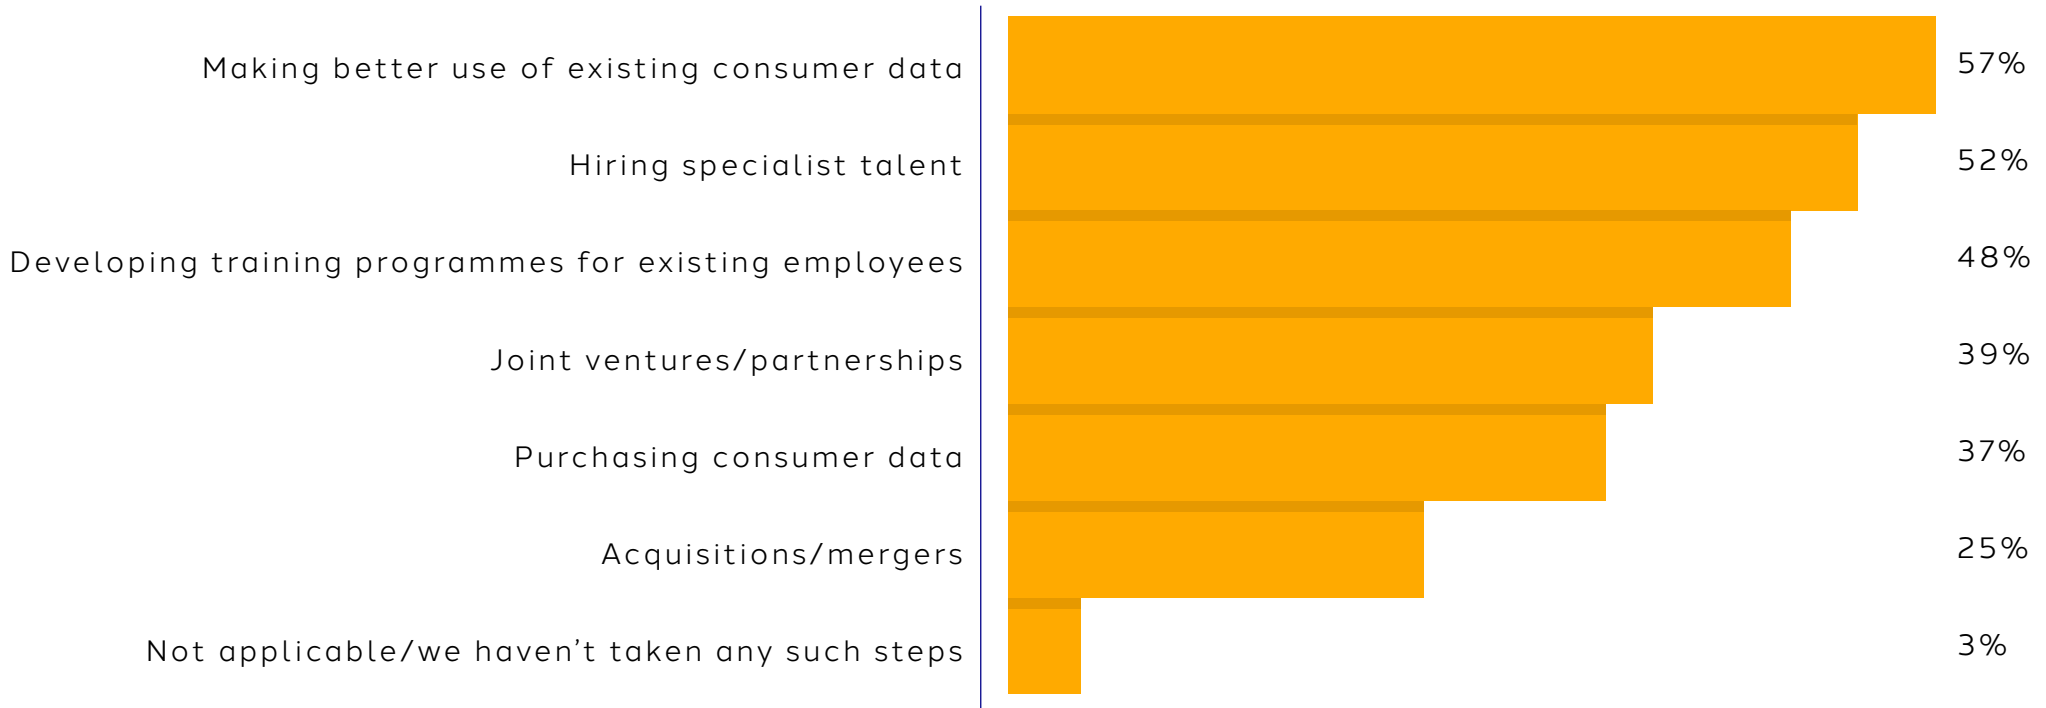 Making better use of existing consumer data 57%
Hiring specialist talent 52%
Developing training programmes for existing employees 48%
Joint ventures/partnerships 39%
Purchasing consumer data 37%
Acquisitions/mergers 25%
Not applicable/we haven’t taken any such steps 3%